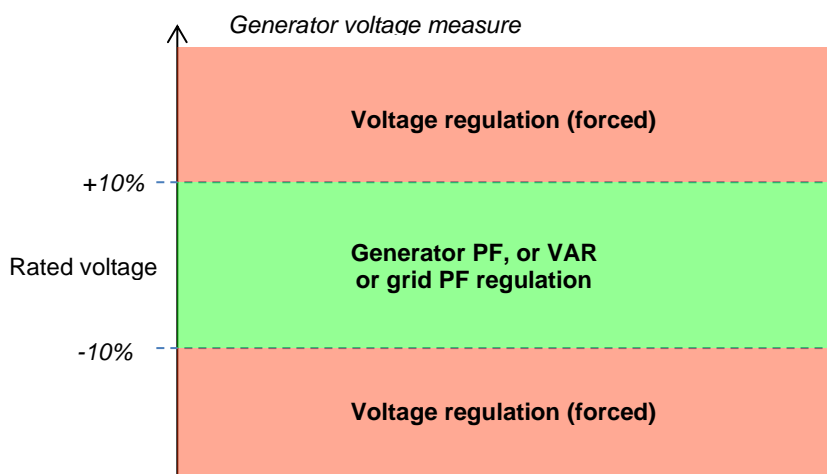 Generator voltage measure
Voltage regulation (forced)
+10%
Generator PF, or VAR
or grid PF regulation
Rated voltage
-10%
Voltage regulation (forced)